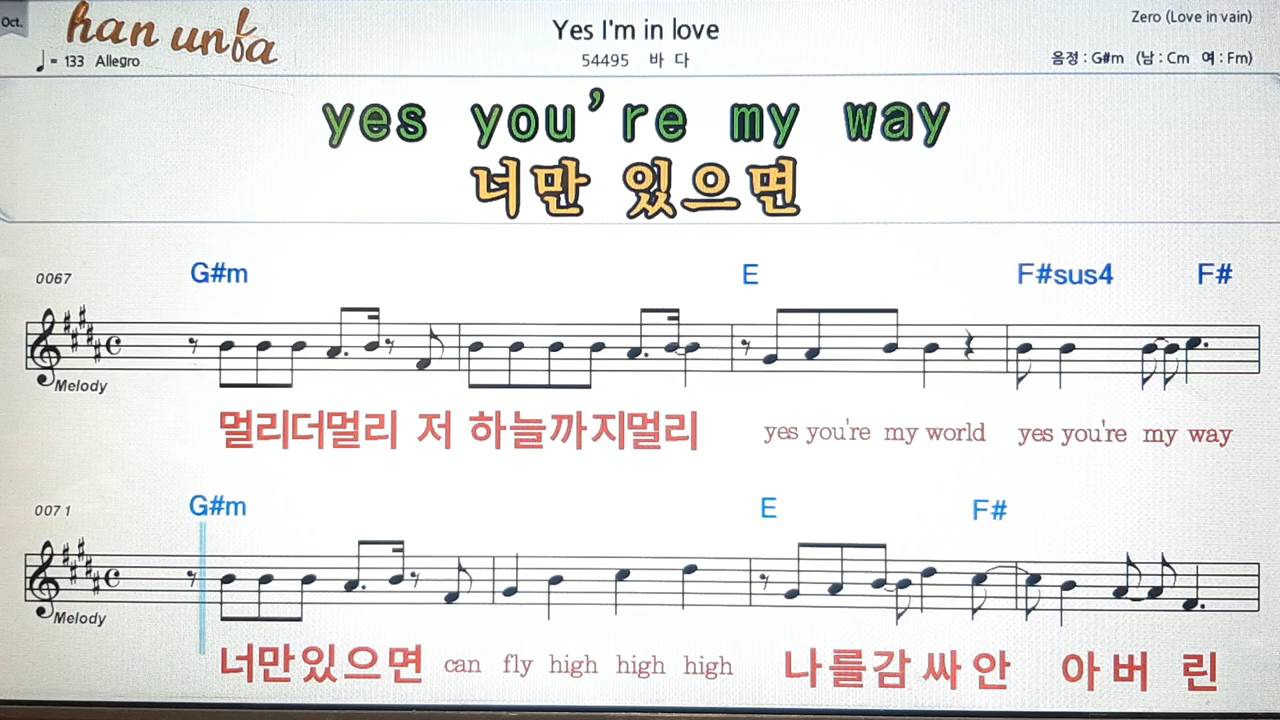 Oct.
han unfa
Yes I'm in love
Zero (Love in vain)
♩ = 133 Allegro
54495 바 다
음정 : G#m (남 : Cm 여 : Fm)
yes you're my way
너만 있으면
0067
G#m E F#sus4 F#
Melody
멀리더멀리 저 하늘까지멀리 yes you're my world yes you're my way
0071
G#m E F#
Melody
너만있으면 can fly high high high 나를감 싸 안 아 버 린